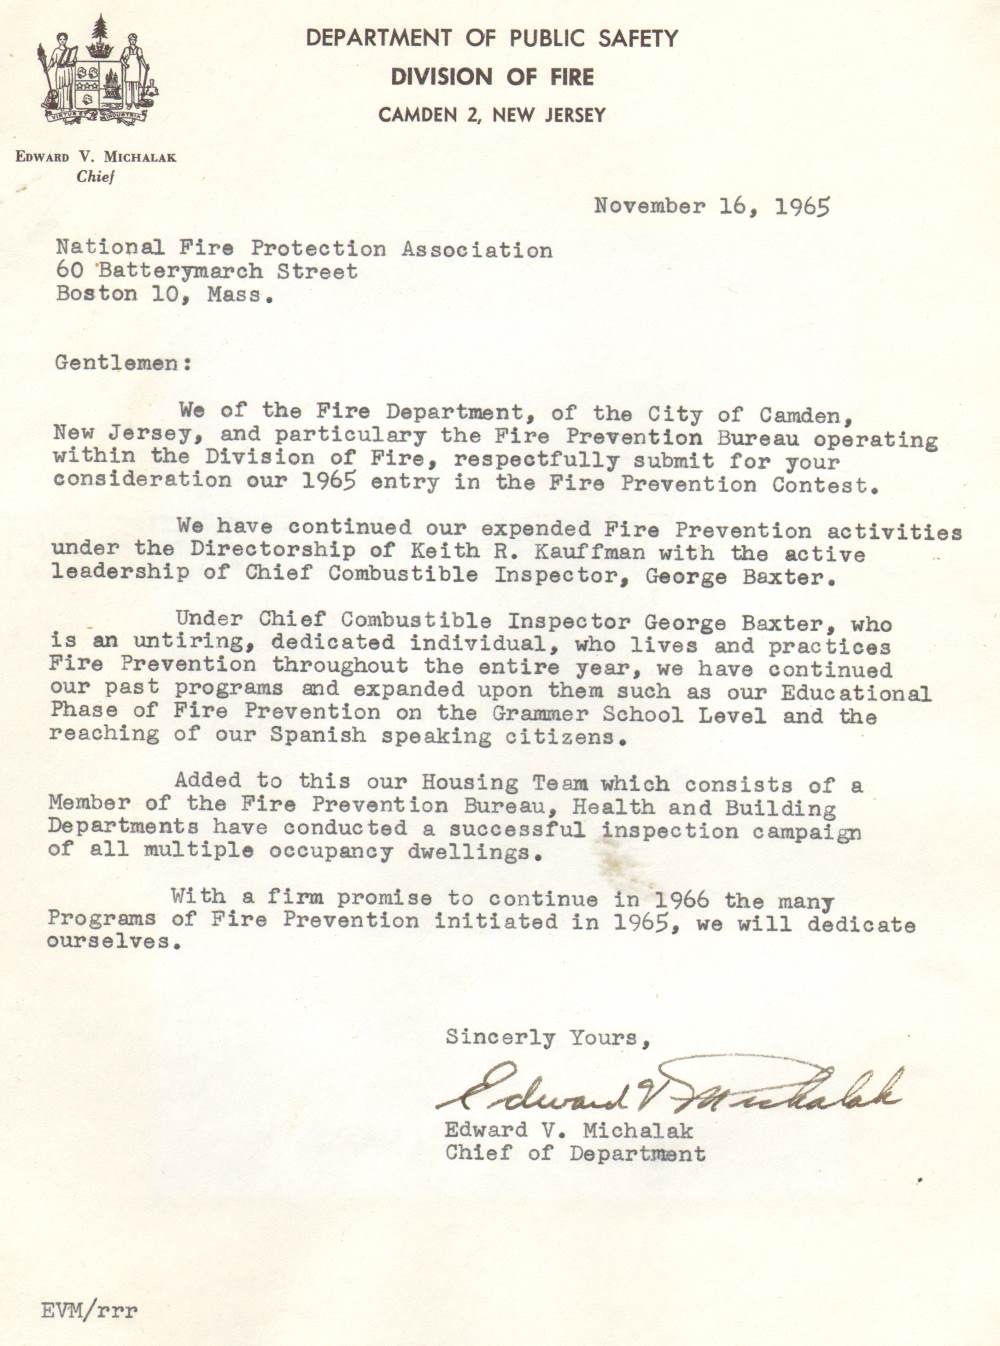 DEPARTMENT OF PUBLIC SAFETY
DIVISION OF FIRE
CAMDEN 2, NEW JERSEY
Edward V. Michalak
Chief
November 16, 1965
National Fire Protection Association
60 Batterymarch Street
Boston 10, Mass.
Gentlemen:
We of the Fire Department, of the City of Camden,
New Jersey, and particulary the Fire Prevention Bureau operating
within the Division of Fire, respectfully submit for your
consideration our 1965 entry in the Fire Prevention Contest.
We have continued our expended Fire Prevention activities
under the Directorship of Keith R. Kauffman with the active
leadership of Chief Combustible Inspector, George Baxter.
Under Chief Combustible Inspector George Baxter, who
is an untiring, dedicated individual, who lives and practices
Fire Prevention throughout the entire year, we have continued
our past programs and expanded upon them such as our Educational
Phase of Fire Prevention on the Grammer School Level and the
reaching of our Spanish speaking citizens.
Added to this our Housing Team which consists of a
Member of the Fire Prevention Bureau, Health and Building
Departments have conducted a successful inspection campaign
of all multiple occupancy dwellings.
With a firm promise to continue in 1966 the many
Programs of Fire Prevention initiated in 1965, we will dedicate
ourselves.
Sincerly Yours,
Edward V Michalak
Edward V. Michalak
Chief of Department
EVM/rrr